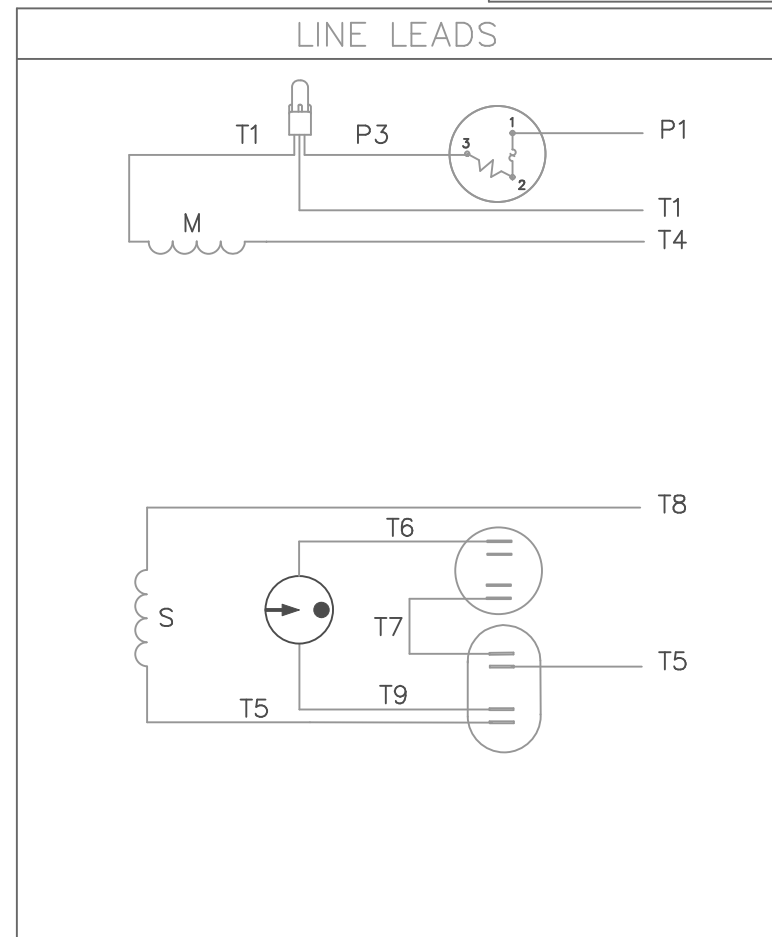 LINE LEADS
T1 P3 1 3 2 P1
T1
M T4
T8
T6
S
T7 T5
T5 T9